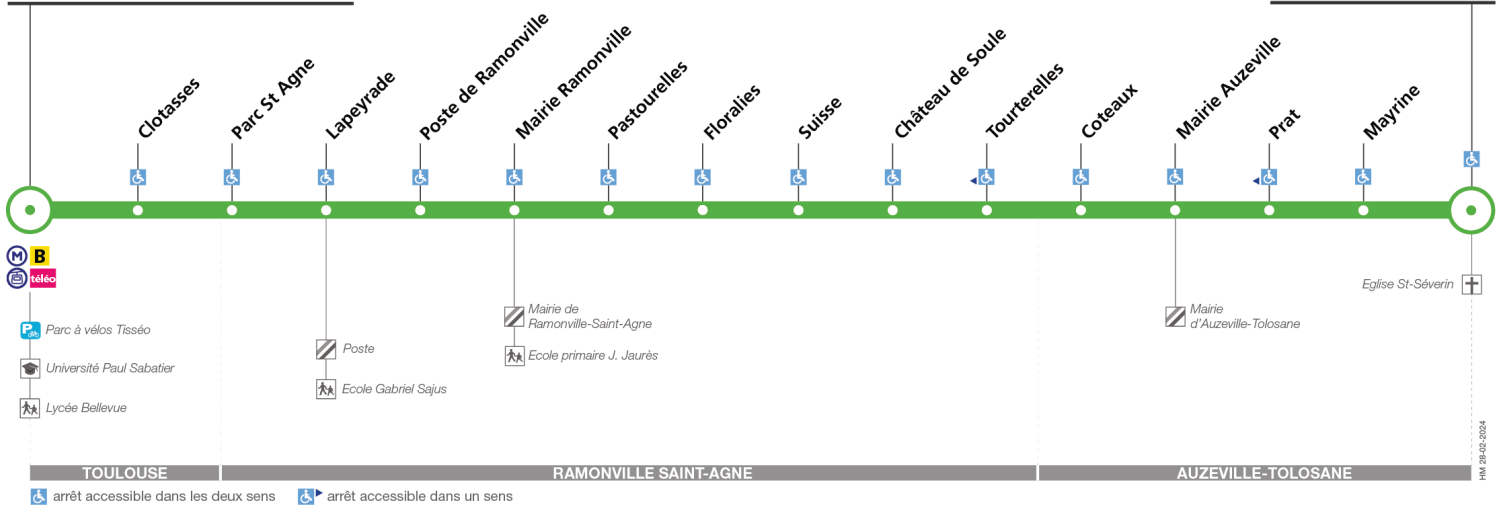 Clotasses
Parc St Agne
Lapeyrade
Poste de Ramonville
Mairie Ramonville
Pastourelles
Floralies
Suisse
Château de Soule
Tourterelles
Coteaux
Mairie Auzeville
Prat
Mayrine
M B
téléo
P Parc à vélos Tisséo
Université Paul Sabatier
Lycée Bellevue
Poste
Ecole Gabriel Sajus
Mairie de
Ramonville-Saint-Agne
Ecole primaire J. Jaurès
Mairie
d'Auzeville-Tolosane
Eglise St-Séverin
HM 28-02-2024
TOULOUSE
RAMONVILLE SAINT-AGNE
AUZEVILLE-TOLOSANE
arrêt accessible dans les deux sens
arrêt accessible dans un sens